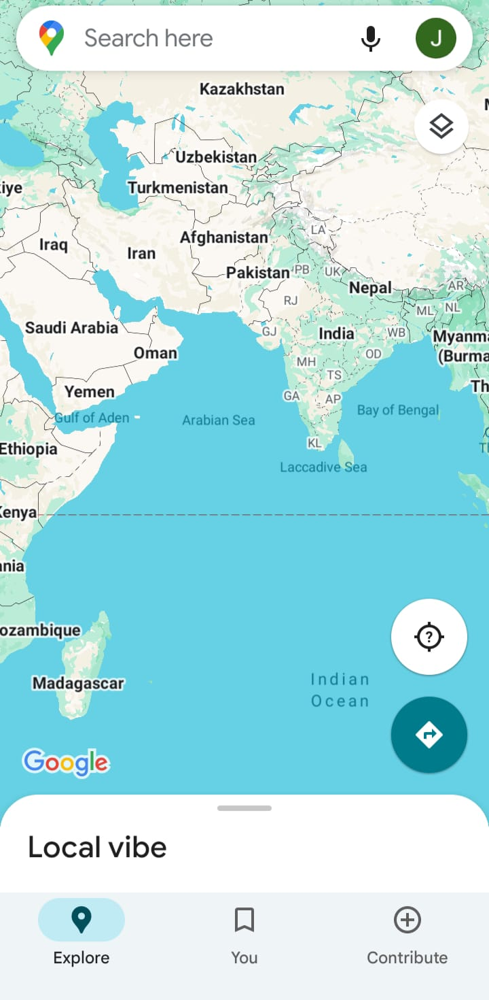 Search here
J
Kazakhstan
Uzbekistan
Turkmenistan
iye
Afghanistan
LA
Iraq
Iran
Pakistan
PB
UK
Nepal
AR
RJ
ML
NL
Saudi Arabia
GJ
India
WB
Myanma
(Burma
Oman
MH
OD
TS
Th
Yemen
GA
AP
Gulf of Aden
Arabian Sea
Bay of Bengal
Ethiopia
KL
Laccadive Sea
Kenya
nia
ozambique
Madagascar
Indian
Ocean
?
Google
Local vibe
Explore
You
Contribute